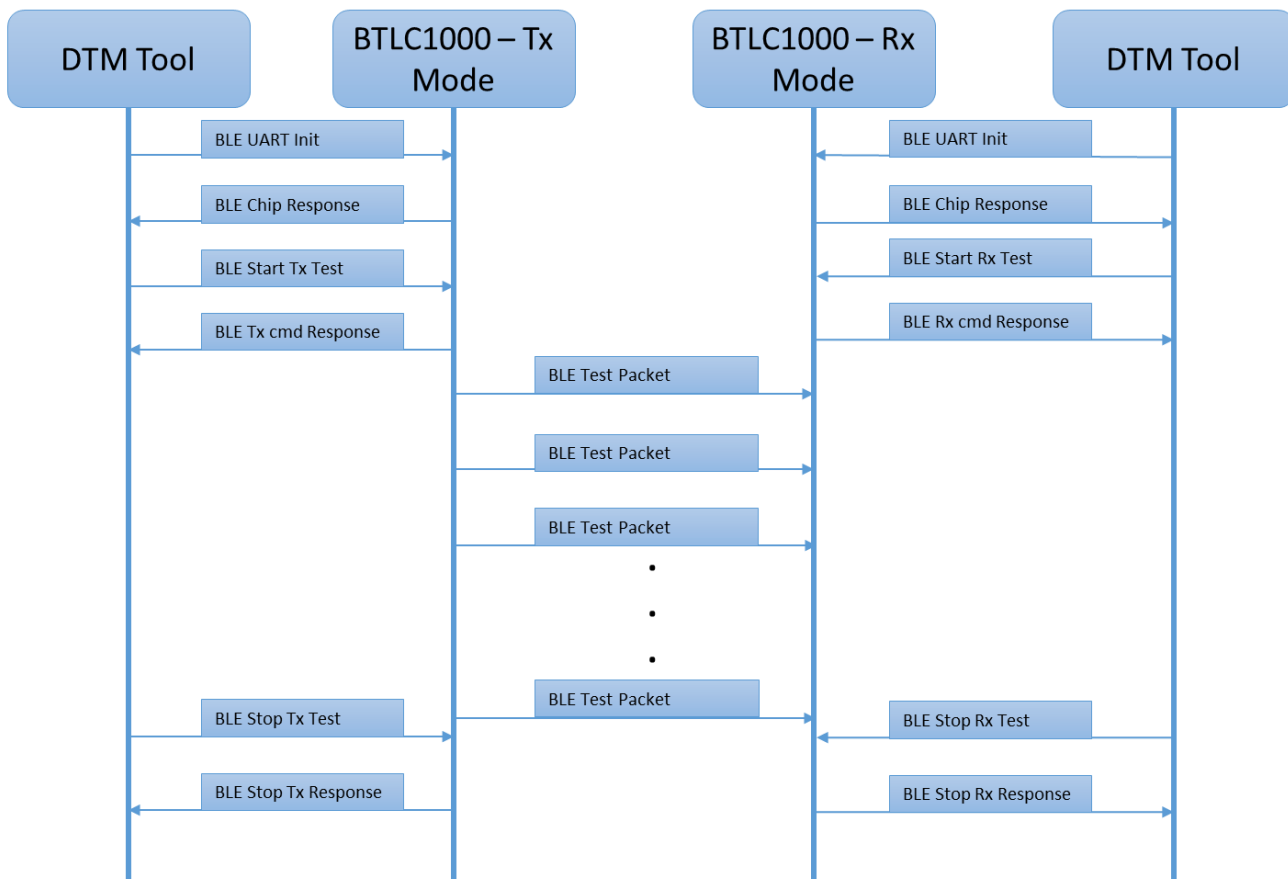 DTM Tool
BTLC1000 – Tx
Mode
BTLC1000 – Rx
Mode
DTM Tool
BLE UART Init
BLE UART Init
BLE Chip Response
BLE Chip Response
BLE Start Tx Test
BLE Start Rx Test
BLE Tx cmd Response
BLE Rx cmd Response
BLE Test Packet
BLE Test Packet
BLE Test Packet
BLE Test Packet
BLE Stop Tx Test
BLE Stop Rx Test
BLE Stop Tx Response
BLE Stop Rx Response